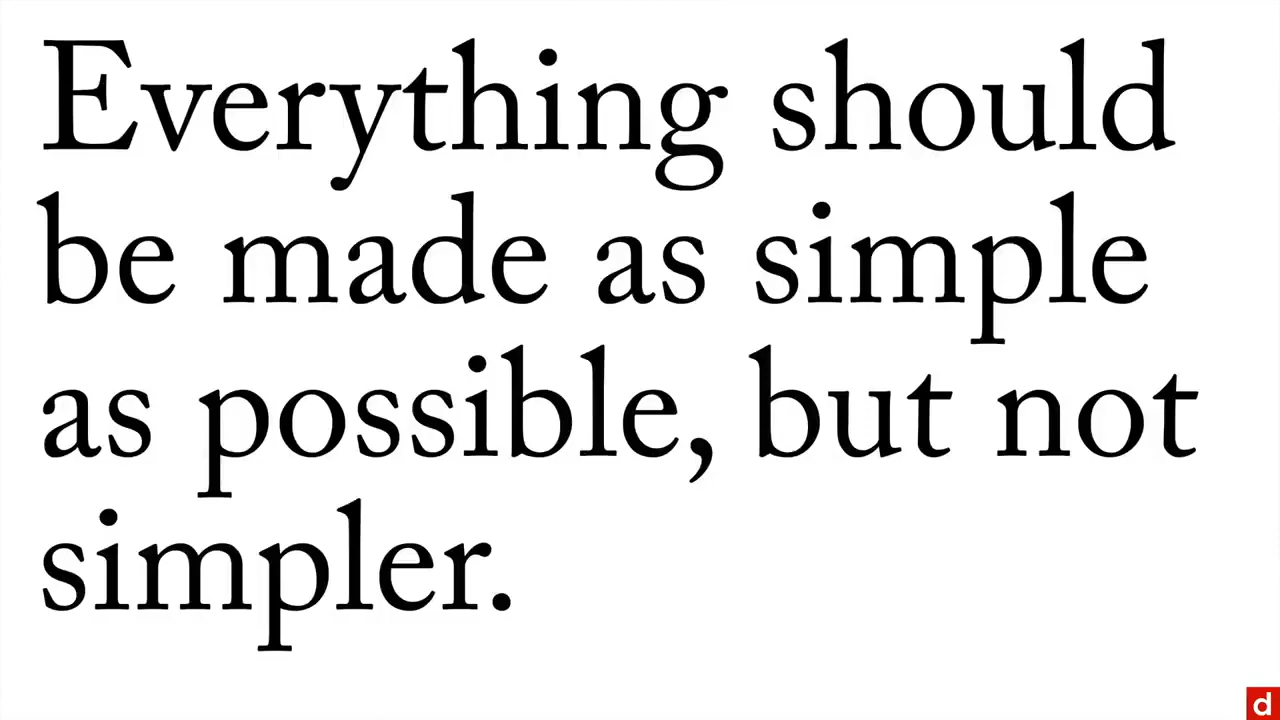 Everything should
be made as simple
as possible, but not
simpler.
d